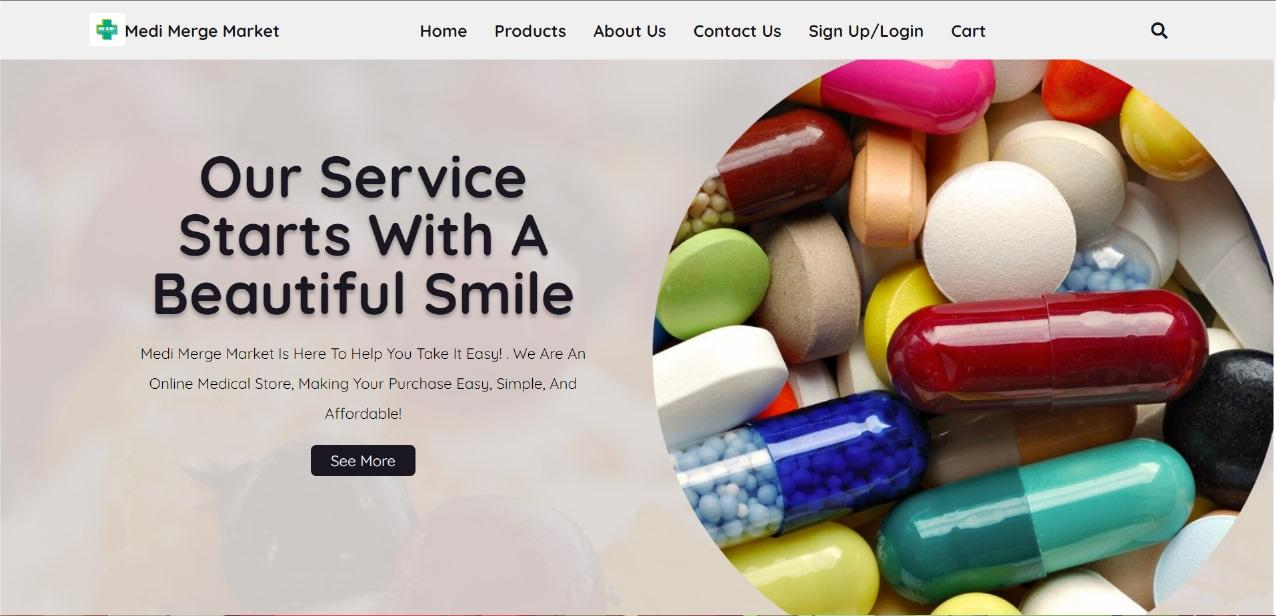 Medi Merge Market
Home Products About Us Contact Us Sign Up/Login Cart
Our Service
Starts With A
Beautiful Smile
Medi Merge Market Is Here To Help You Take It Easy! . We Are An
Online Medical Store, Making Your Purchase Easy, Simple, And
Affordable!
See More